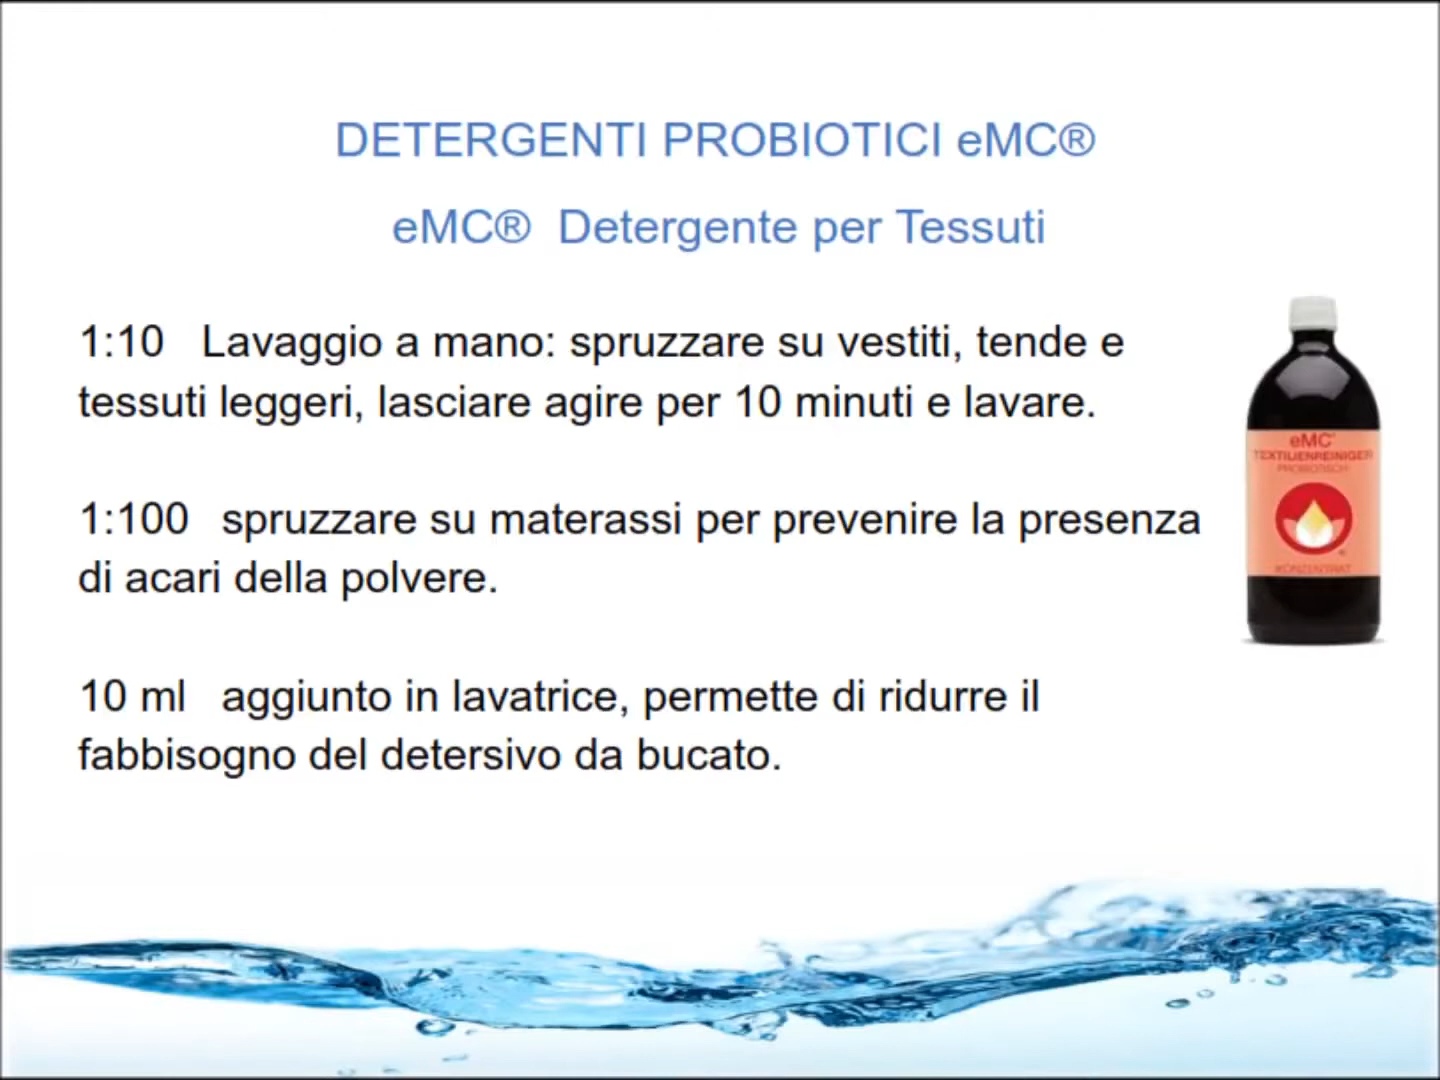 DETERGENTI PROBIOTICI eMC®
eMC® Detergente per Tessuti
1:10 Lavaggio a mano: spruzzare su vestiti, tende e
tessuti leggeri, lasciare agire per 10 minuti e lavare.
1:100 spruzzare su materassi per prevenire la presenza
di acari della polvere.
10 ml aggiunto in lavatrice, permette di ridurre il
fabbisogno del detersivo da bucato.
eMC®
TEXTILIENREINIGER
PROBIOTISCH
KONZENTRAT